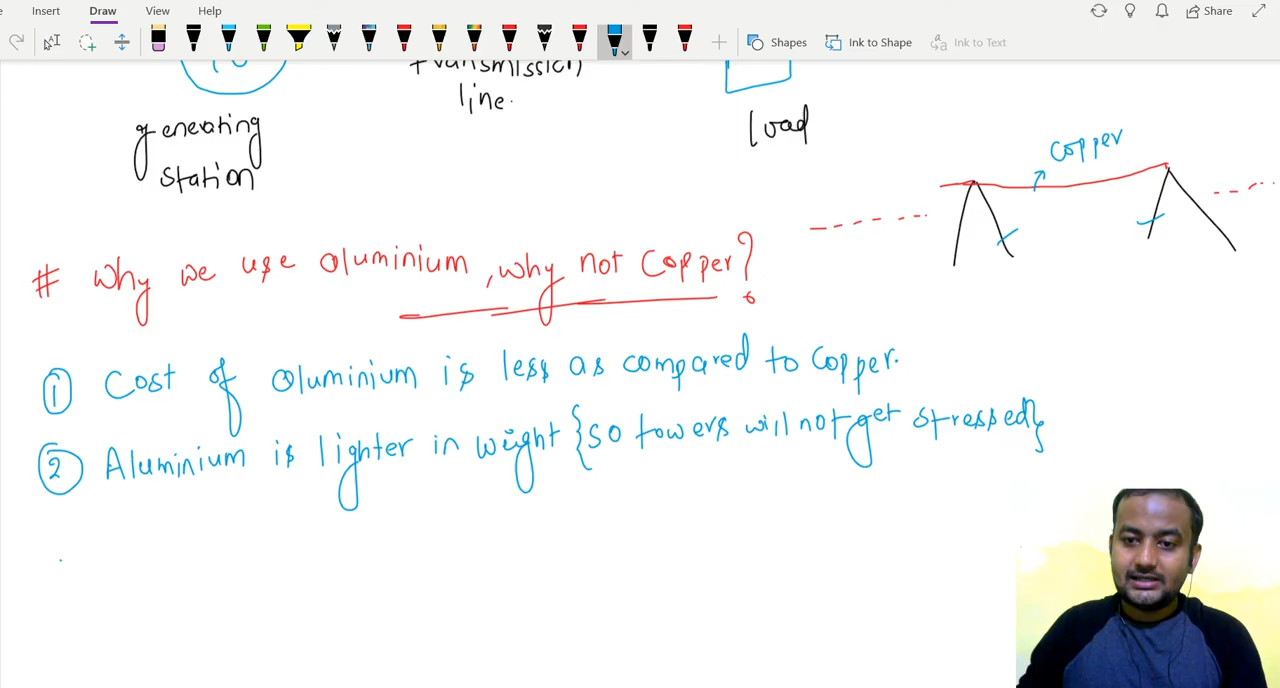 Insert Draw View Help
Share
Shapes Ink to Shape Ink to Text
transmission
line.
generating
station
load
copper
# Why we use aluminium, why not copper?
1 Cost of aluminium is less as compared to copper.
2 Aluminium is lighter in weight {so towers will not get stressed}